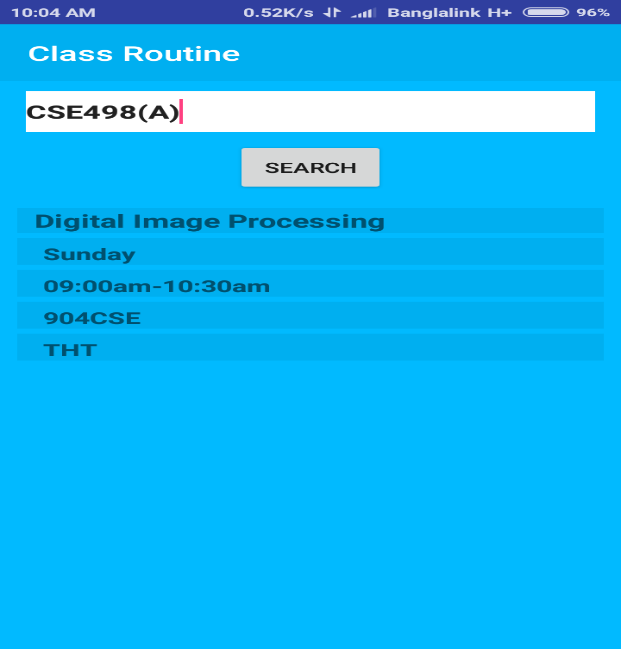 10:04 AM 0.52K/s Banglalink H+ 96%
Class Routine
CSE498(A)
SEARCH
Digital Image Processing
Sunday
09:00am-10:30am
904CSE
THT